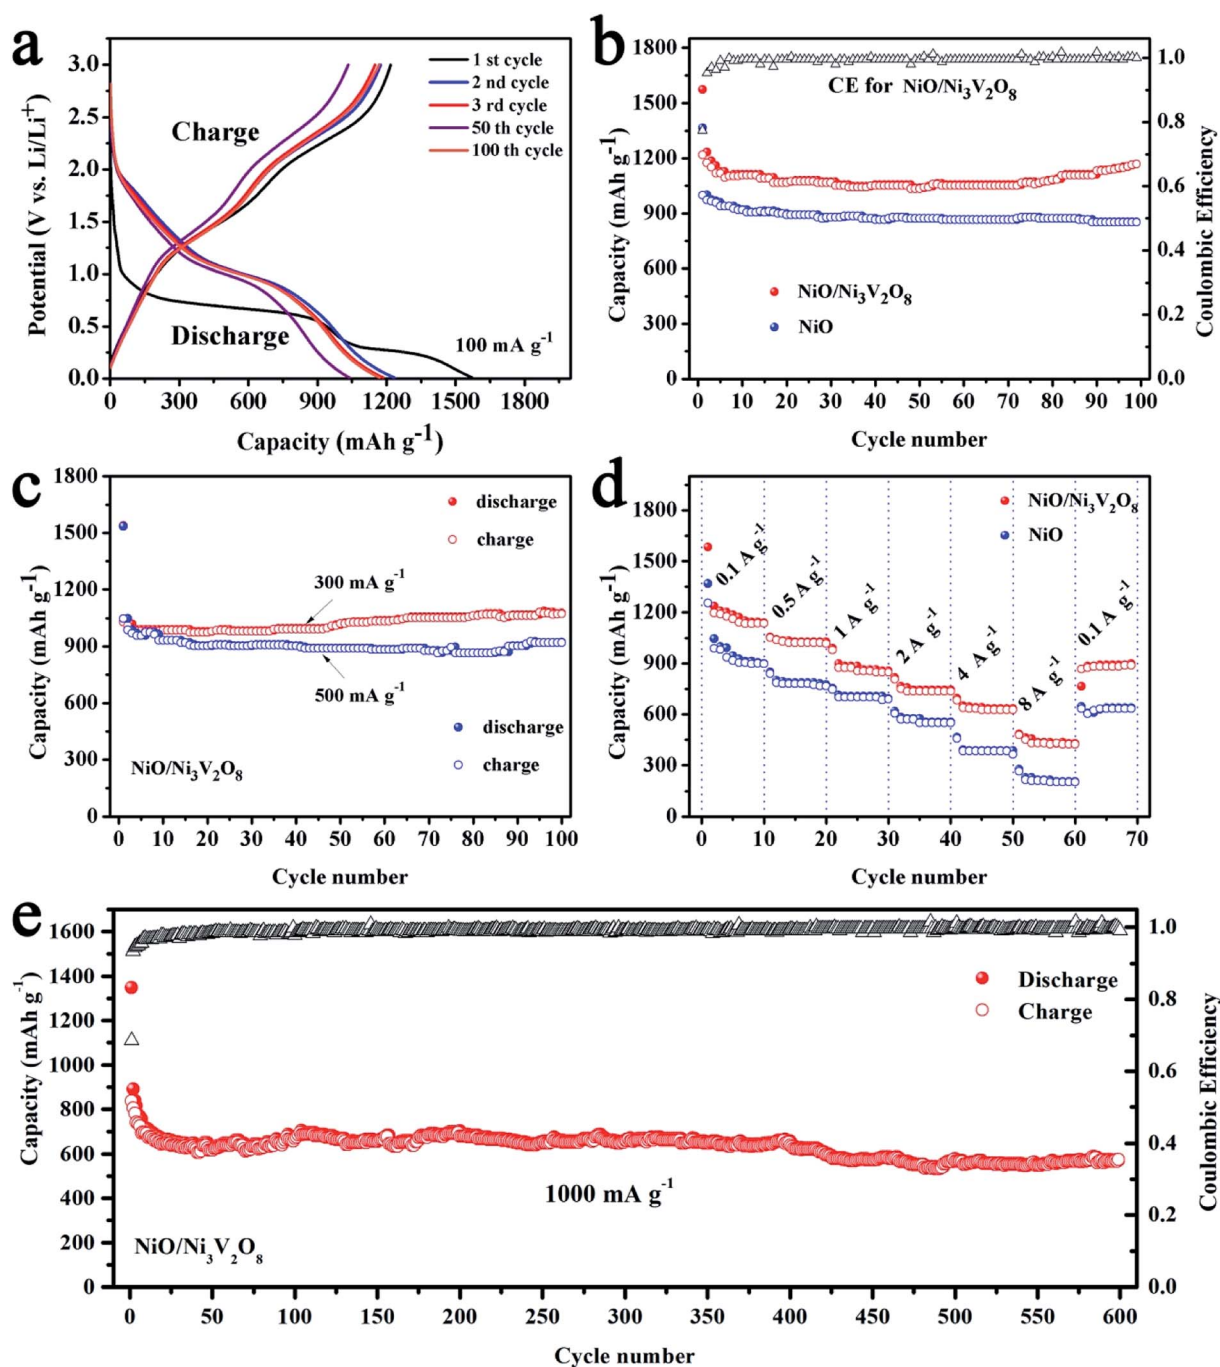 a
3.0
2.5
2.0
1.5
1.0
0.5
0.0
Potential (V vs. Li/Li⁺)
Charge
Discharge
1 st cycle
2 nd cycle
3 rd cycle
50 th cycle
100 th cycle
100 mA g⁻¹
0 300 600 900 1200 1500 1800
Capacity (mAh g⁻¹)
b
1800
1500
1200
900
600
300
0
Capacity (mAh g⁻¹)
CE for NiO/Ni₃V₂O₈
NiO/Ni₃V₂O₈
NiO
1.0
0.8
0.6
0.4
0.2
0.0
Coulombic Efficiency
0 10 20 30 40 50 60 70 80 90 100
Cycle number
c
1800
1500
1200
900
600
300
0
Capacity (mAh g⁻¹)
discharge
charge
300 mA g⁻¹
500 mA g⁻¹
discharge
charge
NiO/Ni₃V₂O₈
0 10 20 30 40 50 60 70 80 90 100
Cycle number
d
1800
1500
1200
900
600
300
0
Capacity (mAh g⁻¹)
NiO/Ni₃V₂O₈
NiO
0.1 A g⁻¹
0.5 A g⁻¹
1 A g⁻¹
2 A g⁻¹
4 A g⁻¹
8 A g⁻¹
0.1 A g⁻¹
0 10 20 30 40 50 60 70
Cycle number
e
1600
1400
1200
1000
800
600
400
200
0
Capacity (mAh g⁻¹)
Discharge
Charge
1000 mA g⁻¹
NiO/Ni₃V₂O₈
1.0
0.8
0.6
0.4
0.2
0.0
Coulombic Efficiency
0 50 100 150 200 250 300 350 400 450 500 550 600
Cycle number